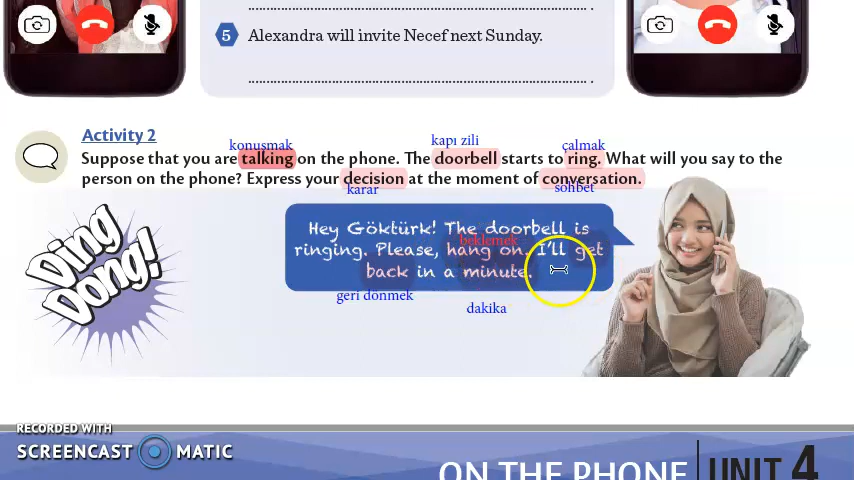 5 Alexandra will invite Necef next Sunday.
Activity 2
konuşmak kapı zili çalmak
Suppose that you are talking on the phone. The doorbell starts to ring. What will you say to the
person on the phone? Express your decision at the moment of conversation.
karar sohbet
Ding
Dong!
Hey Göktürk! The doorbell is
beklemek
ringing. Please, hang on. I'll get
back in a minute.
geri dönmek dakika
RECORDED WITH
SCREENCAST MATIC
ON THE PHONE UNIT 4